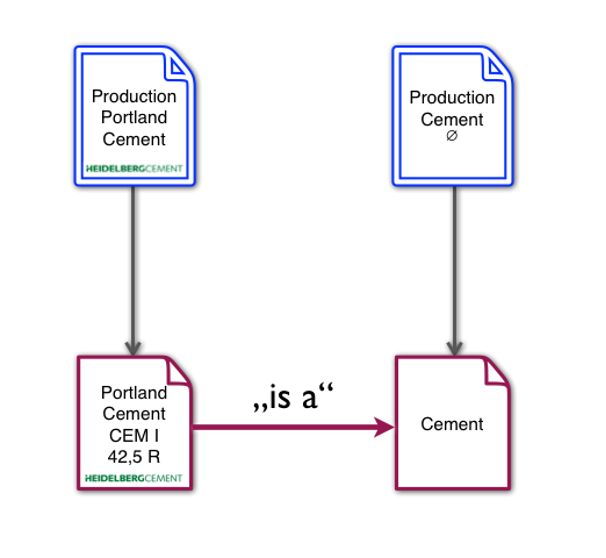 Production
Portland
Cement
HEIDELBERGCEMENT
Production
Cement
∅
„is a“
Portland
Cement
CEM I
42,5 R
HEIDELBERGCEMENT
Cement